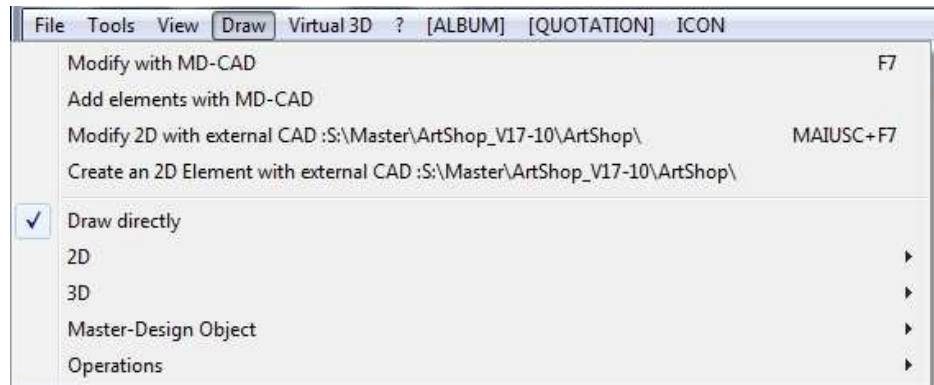 File Tools View Draw Virtual 3D ? [ALBUM] [QUOTATION] ICON
Modify with MD-CAD F7
Add elements with MD-CAD
Modify 2D with external CAD :S:\Master\ArtShop_V17-10\ArtShop\ MAIUSC+F7
Create an 2D Element with external CAD :S:\Master\ArtShop_V17-10\ArtShop\
Draw directly
2D
3D
Master-Design Object
Operations